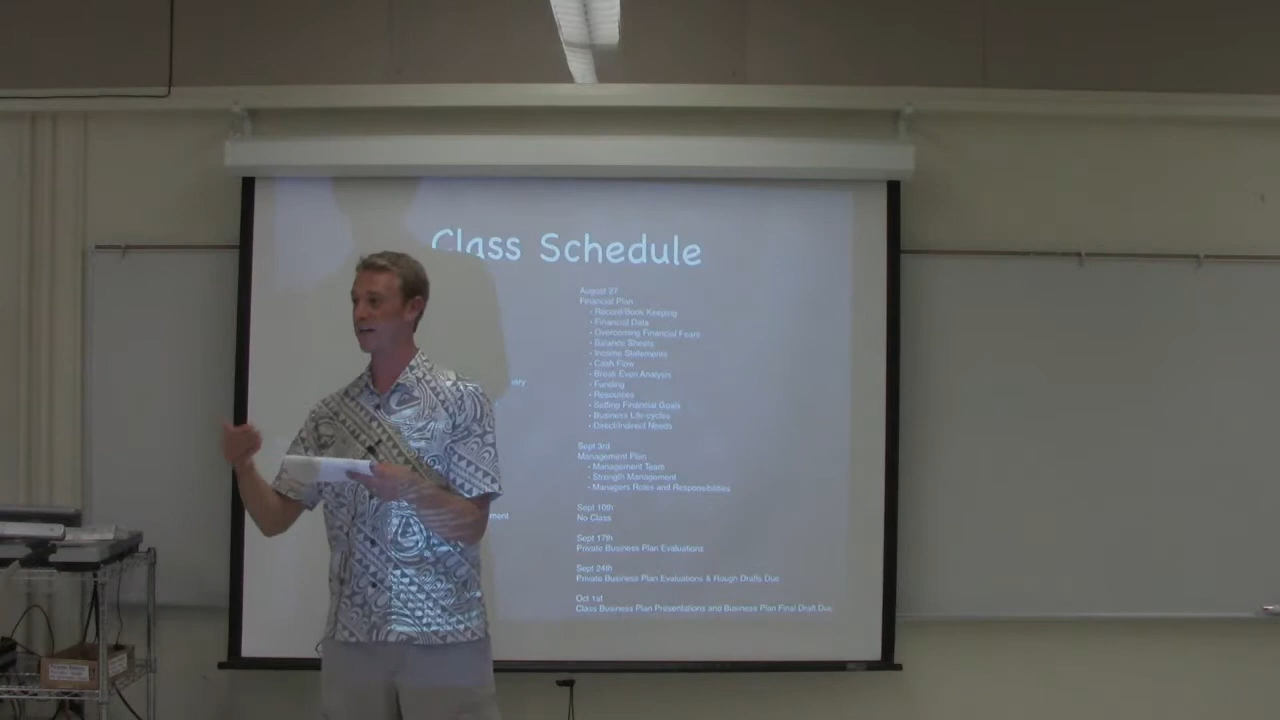 Class Schedule
August 27
Financial Plan
- Record Book Keeping
- Financial Data
- Overcoming Financial Fears
- Balance Sheets
- Income Statements
- Cash Flow
- Break Even Analysis
- Funding
- Resources
- Setting Financial Goals
- Business Life-cycles
- Direct/Indirect Needs
Sept 3rd
Management Plan
- Management Team
- Strength Management
- Managers Roles and Responsibilities
Sept 10th
No Class
Sept 17th
Private Business Plan Evaluations
Sept 24th
Private Business Plan Evaluations & Rough Drafts Due
Oct 1st
Class Business Plan Presentations and Business Plan Final Draft Due